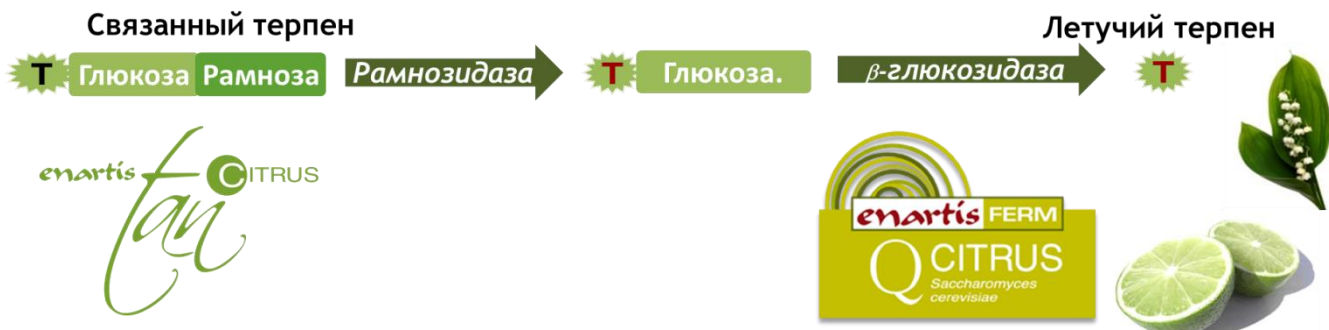 Связанный терпен
Летучий терпен
Т Глюкоза Рамноза
Рамнозидаза
Т Глюкоза.
β-глюкозидаза
Т
enartis tan CITRUS
enartis FERM
Q CITRUS
Saccharomyces
cerevisiae